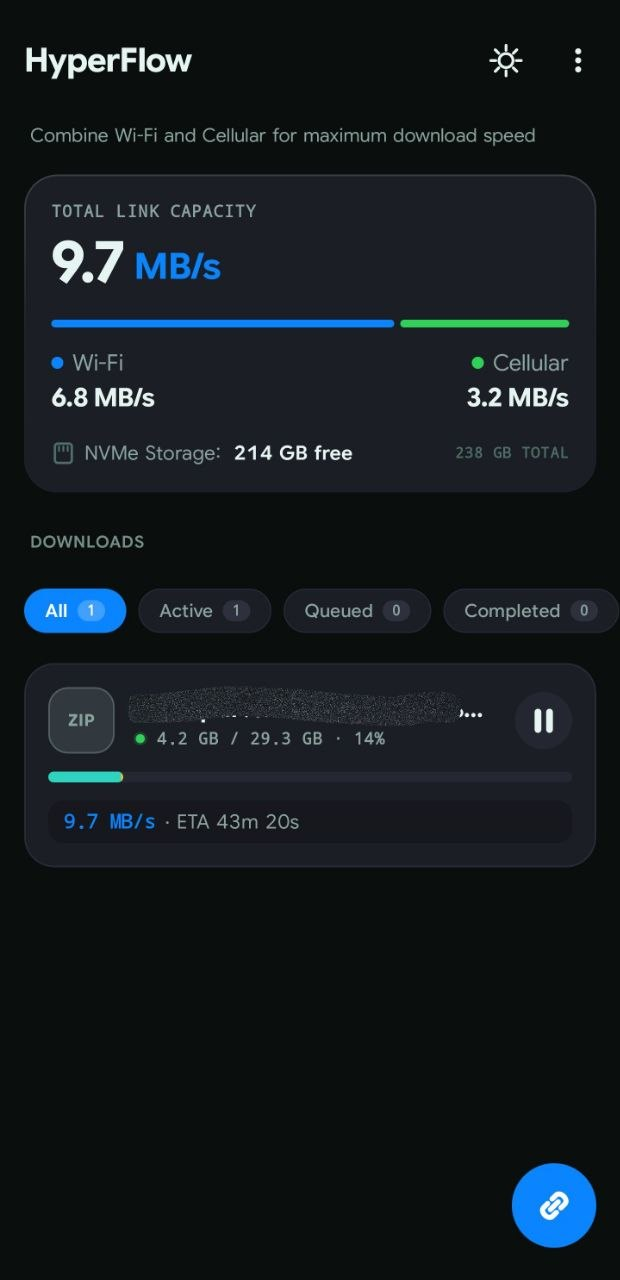 HyperFlow
Combine Wi-Fi and Cellular for maximum download speed
TOTAL LINK CAPACITY
9.7 MB/s
Wi-Fi
Cellular
6.8 MB/s
3.2 MB/s
NVMe Storage: 214 GB free
238 GB TOTAL
DOWNLOADS
All 1
Active 1
Queued 0
Completed 0
ZIP
4.2 GB / 29.3 GB · 14%
9.7 MB/s · ETA 43m 20s